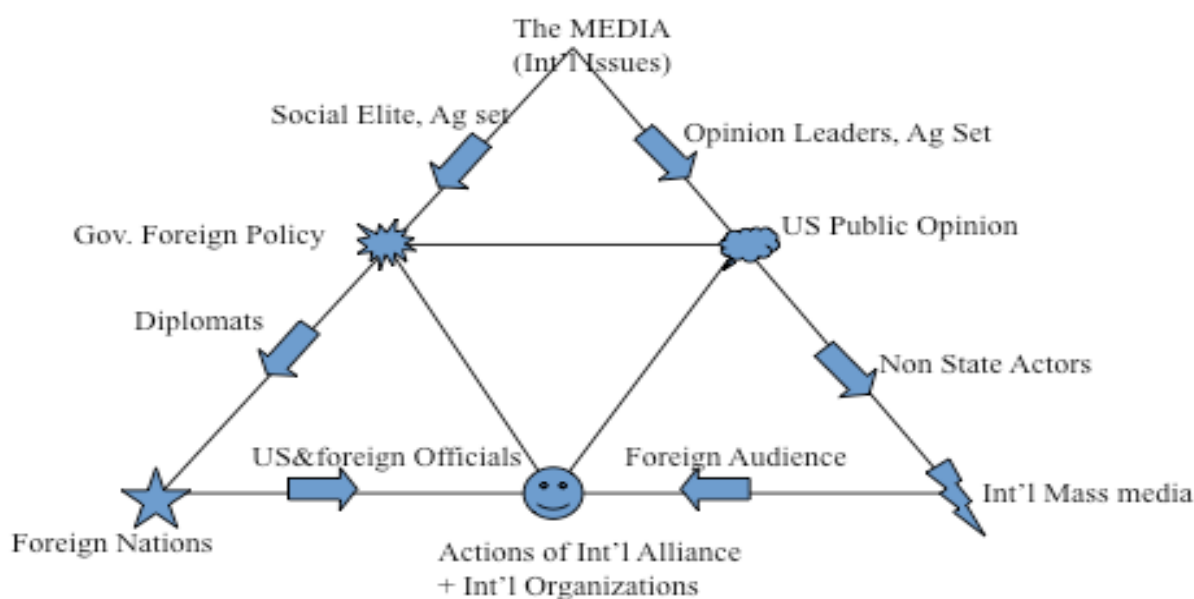 The MEDIA
(Int'l Issues)
Social Elite, Ag set
Opinion Leaders, Ag Set
Gov. Foreign Policy
US Public Opinion
Diplomats
Non State Actors
US&foreign Officials
Foreign Audience
Int'l Mass media
Foreign Nations
Actions of Int'l Alliance
+ Int'l Organizations